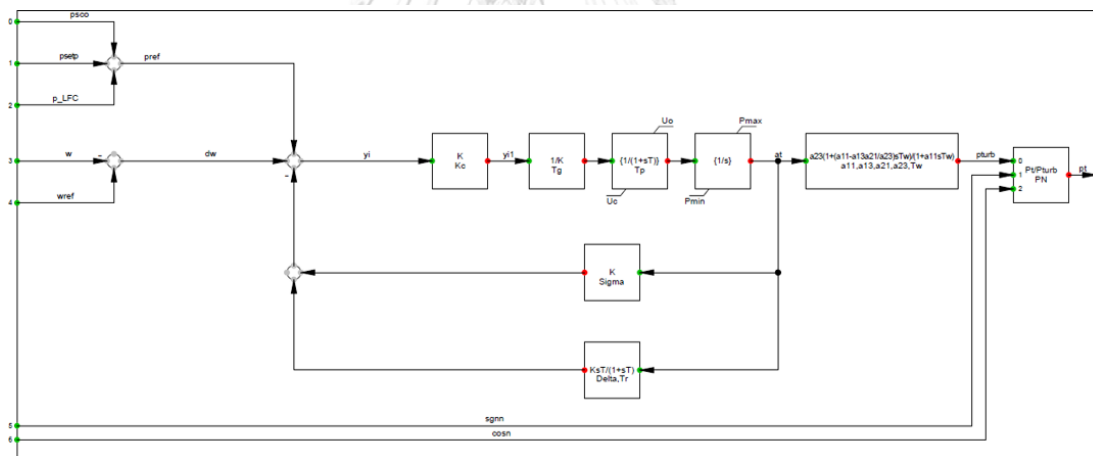 0
psco
1
psetp
pref
2
p_LFC
Uo
Pmax
3
w
-
dw
yi
K
Kc
yi1
1/K
Tg
{1/(1+sT)}
Tp
{1/s}
at
a23(1+(a11-a13a21/a23)sTw)/(1+a11sTw)
a11,a13,a21,a23,Tw
pturb
0
1
2
Pt/Pturb
PN
pt
-
4
wref
Uc
Pmin
K
Sigma
KsT/(1+sT)
Delta,Tr
5
sgnn
6
cosn